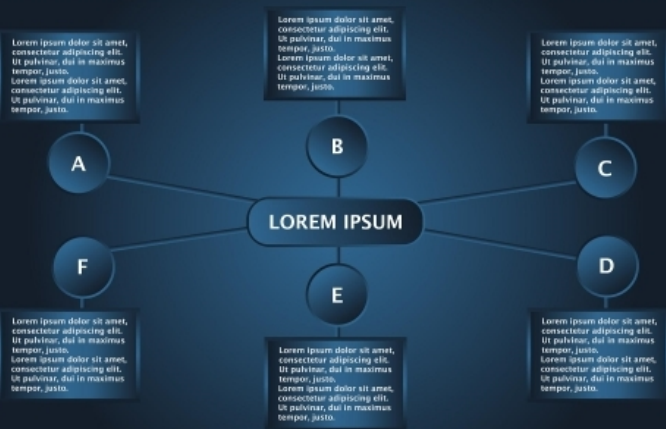 Lorem ipsum dolor sit amet,
consectetur adipiscing elit.
Ut pulvinar, dui in maximus
tempor, justo.
Lorem ipsum dolor sit amet,
consectetur adipiscing elit.
Ut pulvinar, dui in maximus
tempor, justo.
A
Lorem ipsum dolor sit amet,
consectetur adipiscing elit.
Ut pulvinar, dui in maximus
tempor, justo.
Lorem ipsum dolor sit amet,
consectetur adipiscing elit.
Ut pulvinar, dui in maximus
tempor, justo.
B
Lorem ipsum dolor sit amet,
consectetur adipiscing elit.
Ut pulvinar, dui in maximus
tempor, justo.
Lorem ipsum dolor sit amet,
consectetur adipiscing elit.
Ut pulvinar, dui in maximus
tempor, justo.
C
LOREM IPSUM
F
Lorem ipsum dolor sit amet,
consectetur adipiscing elit.
Ut pulvinar, dui in maximus
tempor, justo.
Lorem ipsum dolor sit amet,
consectetur adipiscing elit.
Ut pulvinar, dui in maximus
tempor, justo.
E
Lorem ipsum dolor sit amet,
consectetur adipiscing elit.
Ut pulvinar, dui in maximus
tempor, justo.
Lorem ipsum dolor sit amet,
consectetur adipiscing elit.
Ut pulvinar, dui in maximus
tempor, justo.
D
Lorem ipsum dolor sit amet,
consectetur adipiscing elit.
Ut pulvinar, dui in maximus
tempor, justo.
Lorem ipsum dolor sit amet,
consectetur adipiscing elit.
Ut pulvinar, dui in maximus
tempor, justo.